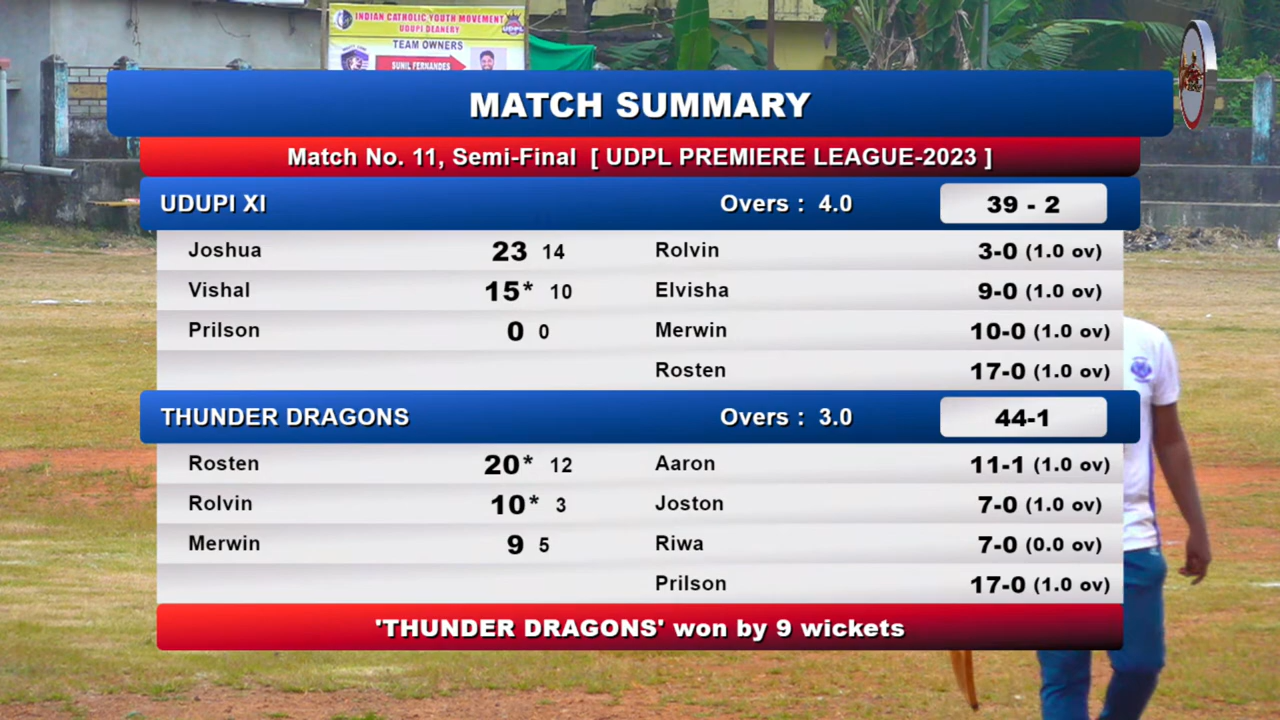 INDIAN CATHOLIC YOUTH MOVEMENT
UDUPI DEANERY
TEAM OWNERS
SUNIL FERNANDES
MATCH SUMMARY
Match No. 11, Semi-Final [ UDPL PREMIERE LEAGUE-2023 ]
UDUPI XI Overs : 4.0 39 - 2
Joshua 23 14 Rolvin 3-0 (1.0 ov)
Vishal 15* 10 Elvisha 9-0 (1.0 ov)
Prilson 0 0 Merwin 10-0 (1.0 ov)
Rosten 17-0 (1.0 ov)
THUNDER DRAGONS Overs : 3.0 44-1
Rosten 20* 12 Aaron 11-1 (1.0 ov)
Rolvin 10* 3 Joston 7-0 (1.0 ov)
Merwin 9 5 Riwa 7-0 (0.0 ov)
Prilson 17-0 (1.0 ov)
'THUNDER DRAGONS' won by 9 wickets